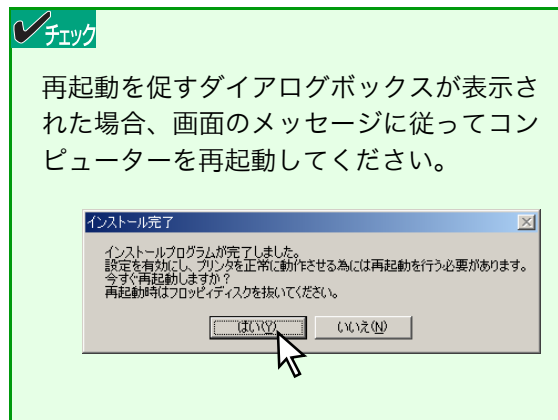 チェック
再起動を促すダイアログボックスが表示さ
れた場合、画面のメッセージに従ってコン
ピューターを再起動してください。
インストール完了
インストールプログラムが完了しました。
設定を有効にし、プリンタを正常に動作させる為には再起動を行う必要があります。
今すぐ再起動しますか？
再起動時はフロッピィディスクを抜いてください。
はい(Y)
いいえ(N)